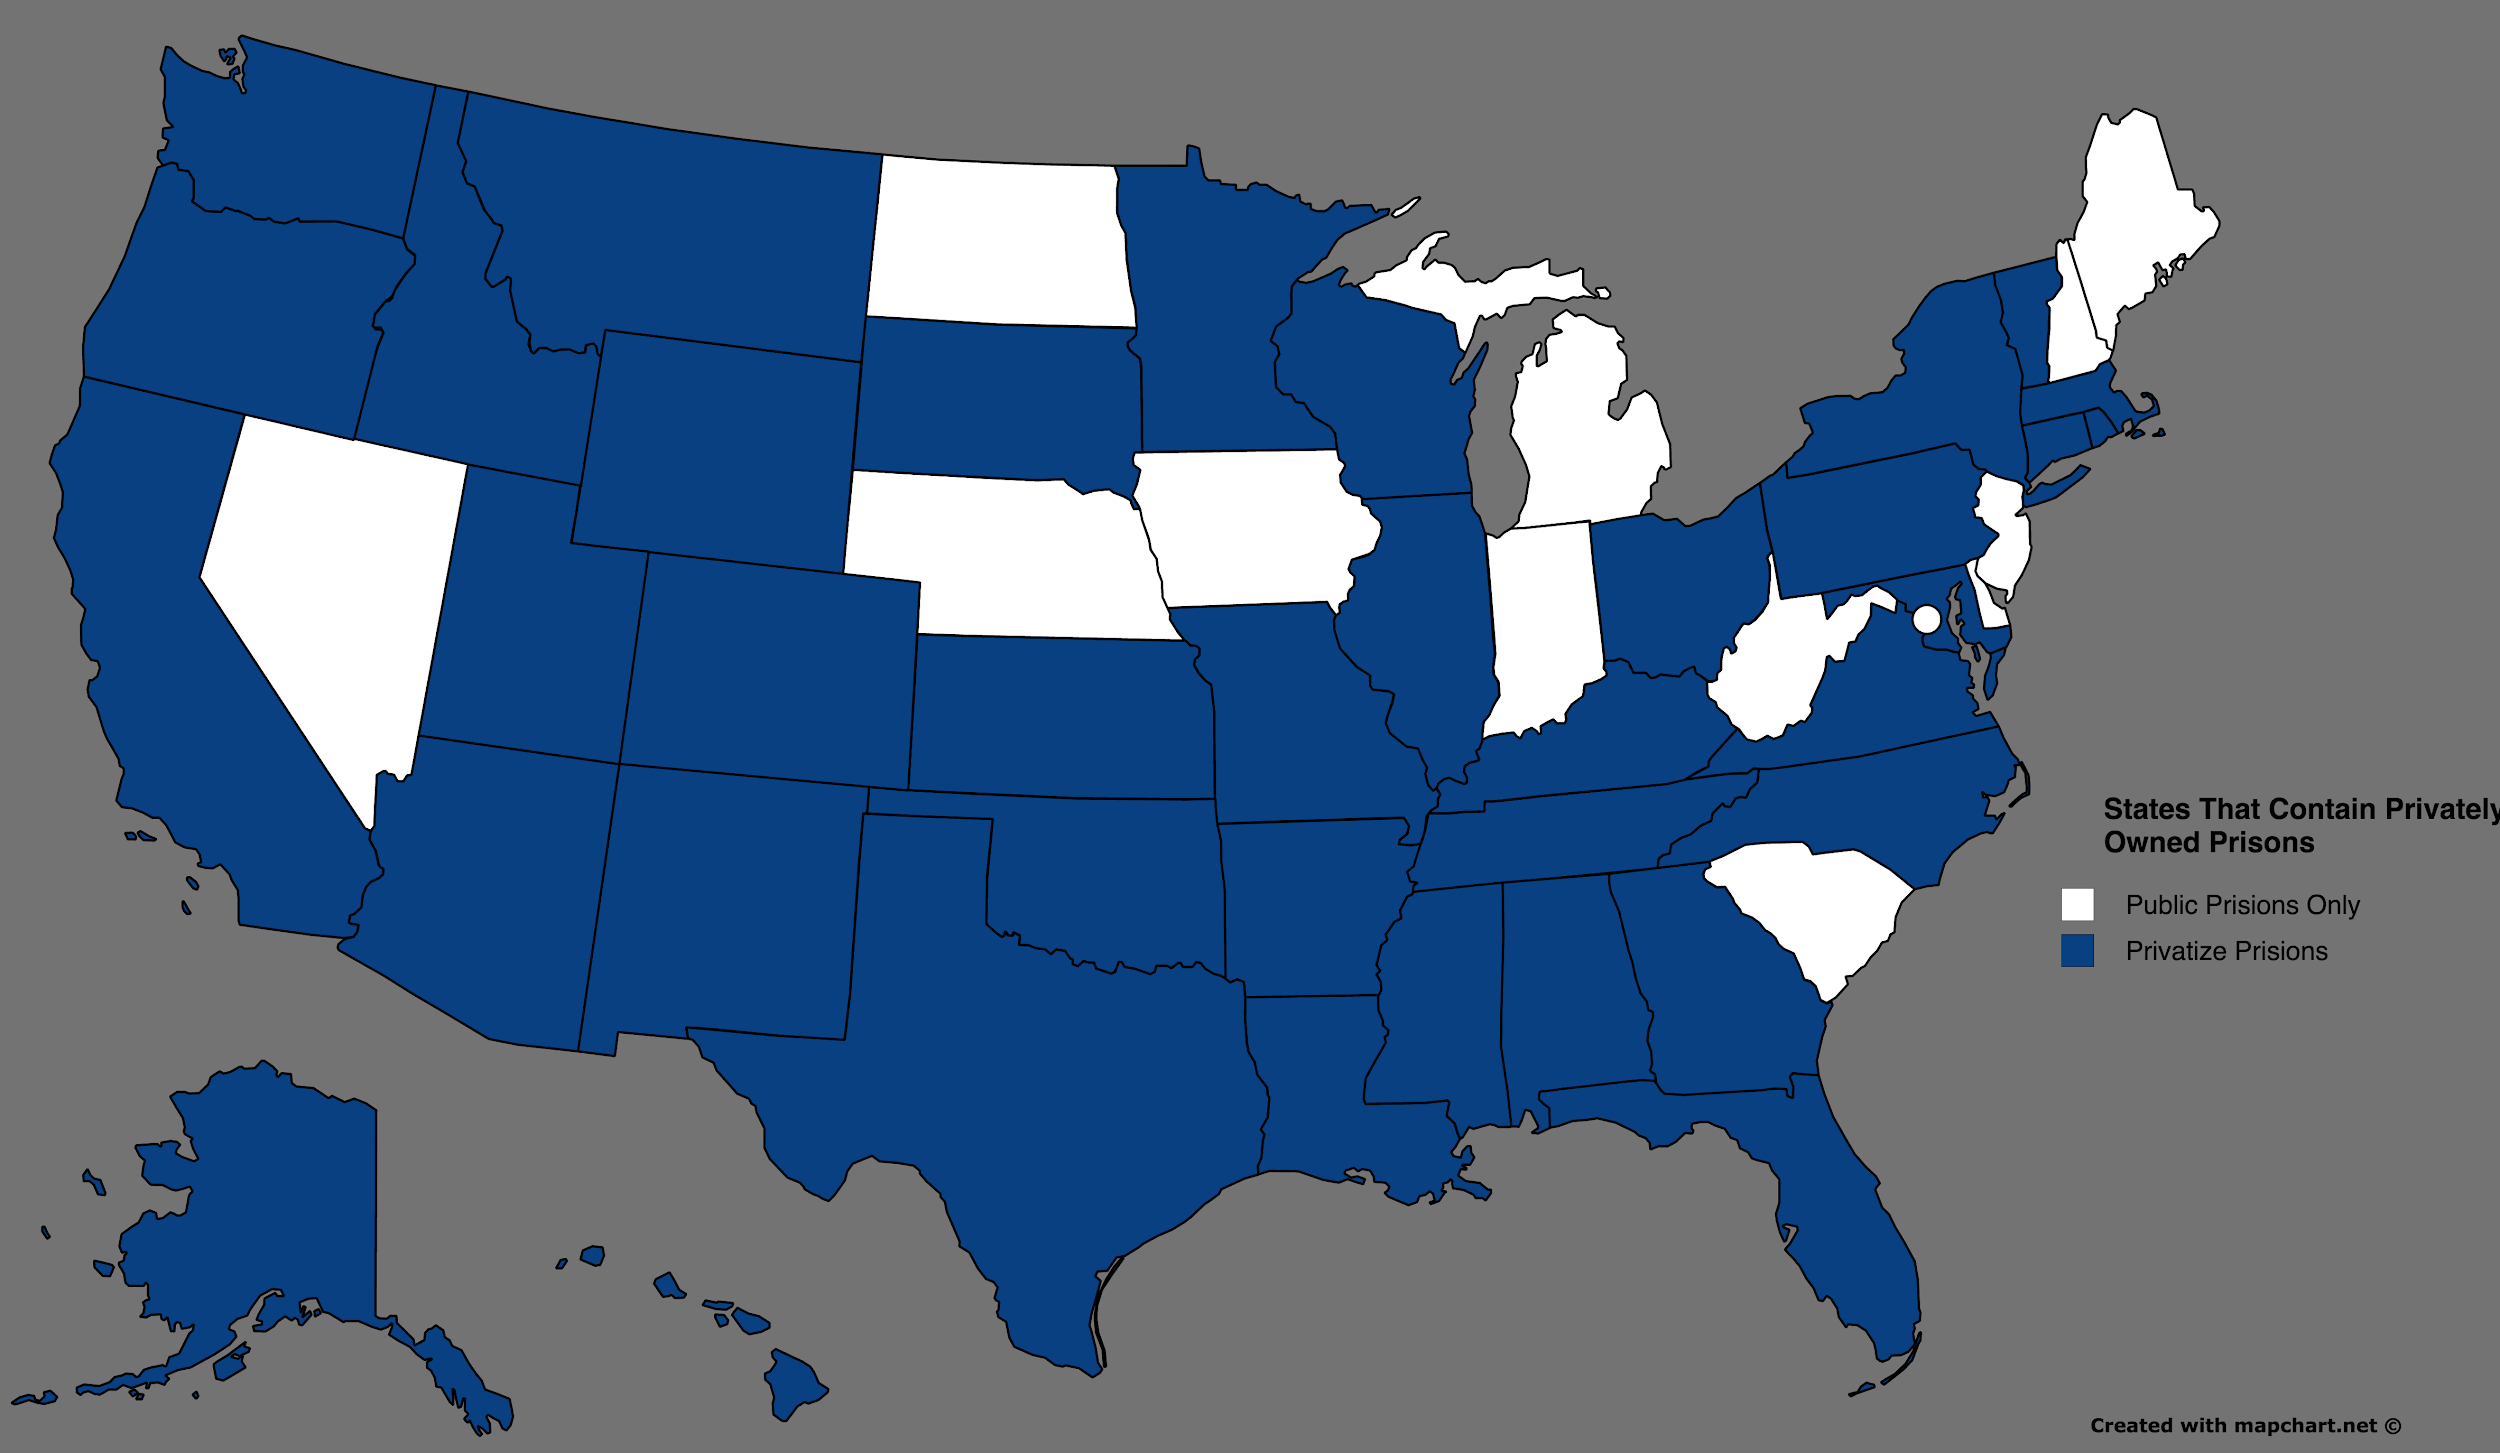 States That Contain Privately
Owned Prisons
Public Prisions Only
Privatize Prisions
Created with mapchart.net ©